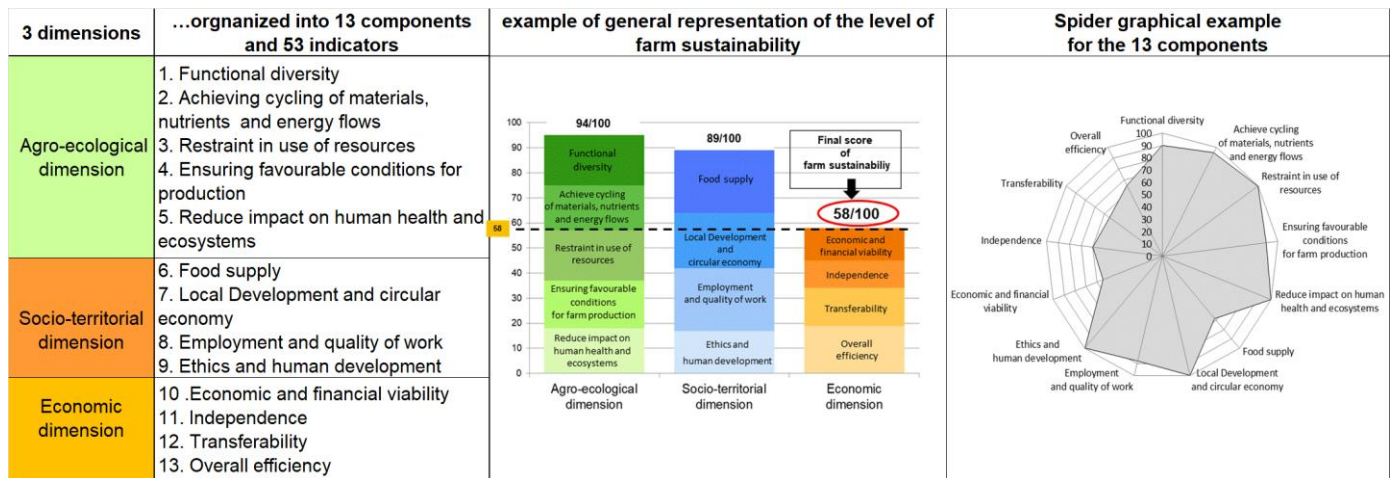 3 dimensions
…orgnanized into 13 components
and 53 indicators
example of general representation of the level of
farm sustainability
Spider graphical example
for the 13 components
Agro-ecological
dimension
1. Functional diversity
2. Achieving cycling of materials,
nutrients and energy flows
3. Restraint in use of resources
4. Ensuring favourable conditions for
production
5. Reduce impact on human health and
ecosystems
Socio-territorial
dimension
6. Food supply
7. Local Development and circular
economy
8. Employment and quality of work
9. Ethics and human development
Economic
dimension
10 .Economic and financial viability
11. Independence
12. Transferability
13. Overall efficiency
100
90
80
70
60
50
40
30
20
10
0
58
94/100
Functional
diversity
Achieve cycling
of materials, nutrients
and energy flows
Restraint in use of
resources
Ensuring favourable
conditions
for farm production
Reduce impact on
human health and
ecosystems
Agro-ecological
dimension
89/100
Food supply
Local Development
and
circular economy
Employment
and quality of work
Ethics and
human development
Socio-territorial
dimension
Final score
of
farm sustainabiliy
58/100
Economic and
financial viability
Independence
Transferability
Overall
efficiency
Economic
dimension
Functional diversity
Achieve cycling
of materials, nutrients
and energy flows
Restraint in use of
resources
Ensuring favourable
conditions
for farm production
Reduce impact on human
health and ecosystems
Food supply
Local Development
and circular economy
Employment
and quality of work
Ethics and
human development
Economic and financial
viability
Independence
Transferability
Overall
efficiency
100
90
80
70
60
50
40
30
20
10
0